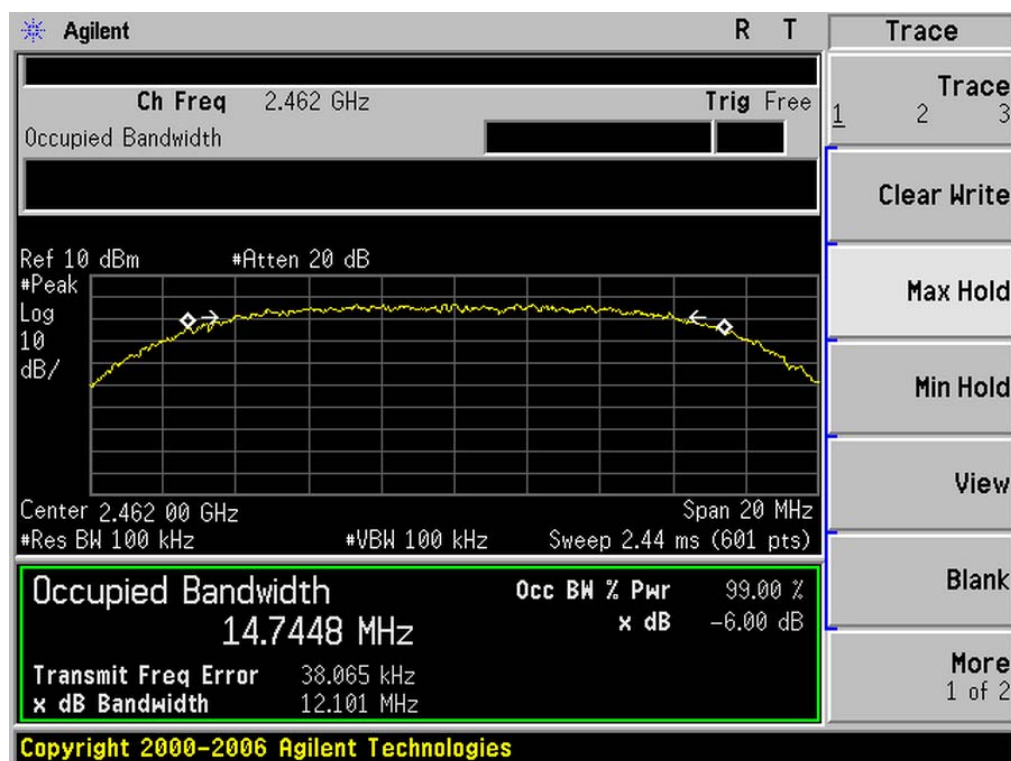 Agilent R T Trace
Ch Freq 2.462 GHz Trig Free
Occupied Bandwidth
Trace
1 2 3
Clear Write
Ref 10 dBm #Atten 20 dB
#Peak
Log
10
dB/
Max Hold
Min Hold
View
Center 2.462 00 GHz Span 20 MHz
#Res BW 100 kHz #VBW 100 kHz Sweep 2.44 ms (601 pts)
Occupied Bandwidth
14.7448 MHz
Occ BW % Pwr 99.00 %
x dB -6.00 dB
Transmit Freq Error 38.065 kHz
x dB Bandwidth 12.101 MHz
Blank
More
1 of 2
Copyright 2000-2006 Agilent Technologies